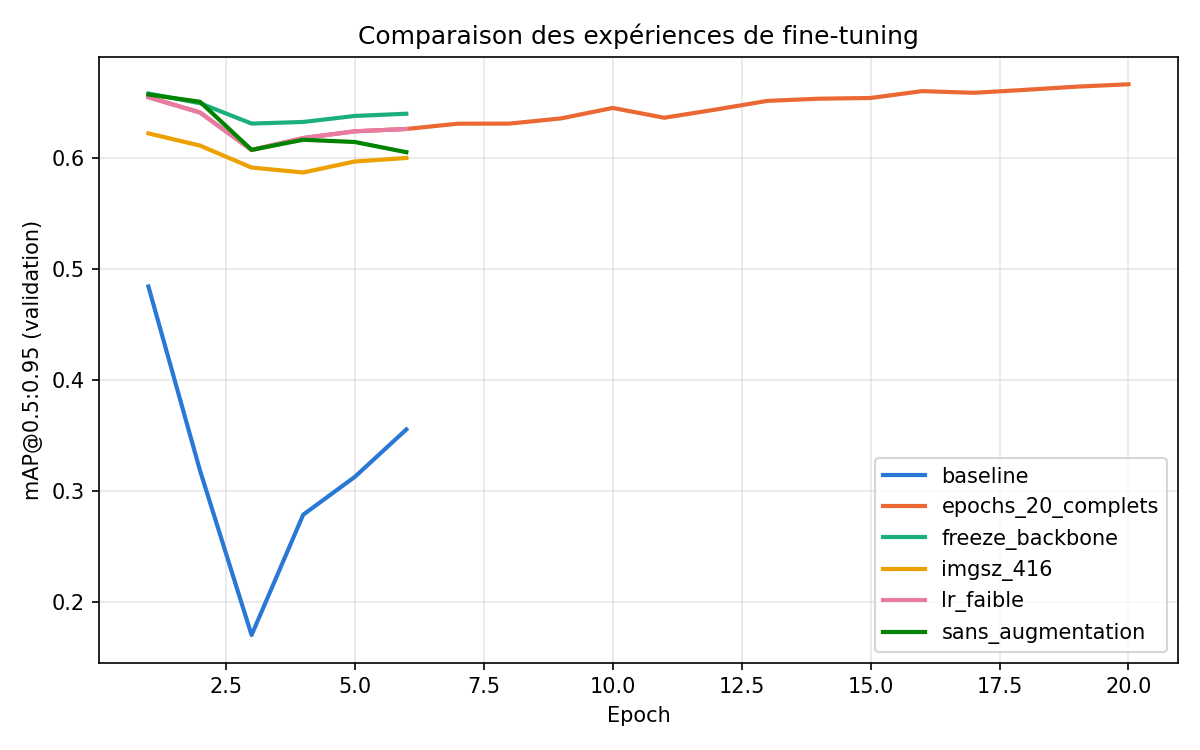 Comparaison des expériences de fine-tuning
mAP@0.5:0.95 (validation)
0.6
0.5
0.4
0.3
0.2
2.5 5.0 7.5 10.0 12.5 15.0 17.5 20.0
Epoch
baseline
epochs_20_complets
freeze_backbone
imgsz_416
lr_faible
sans_augmentation